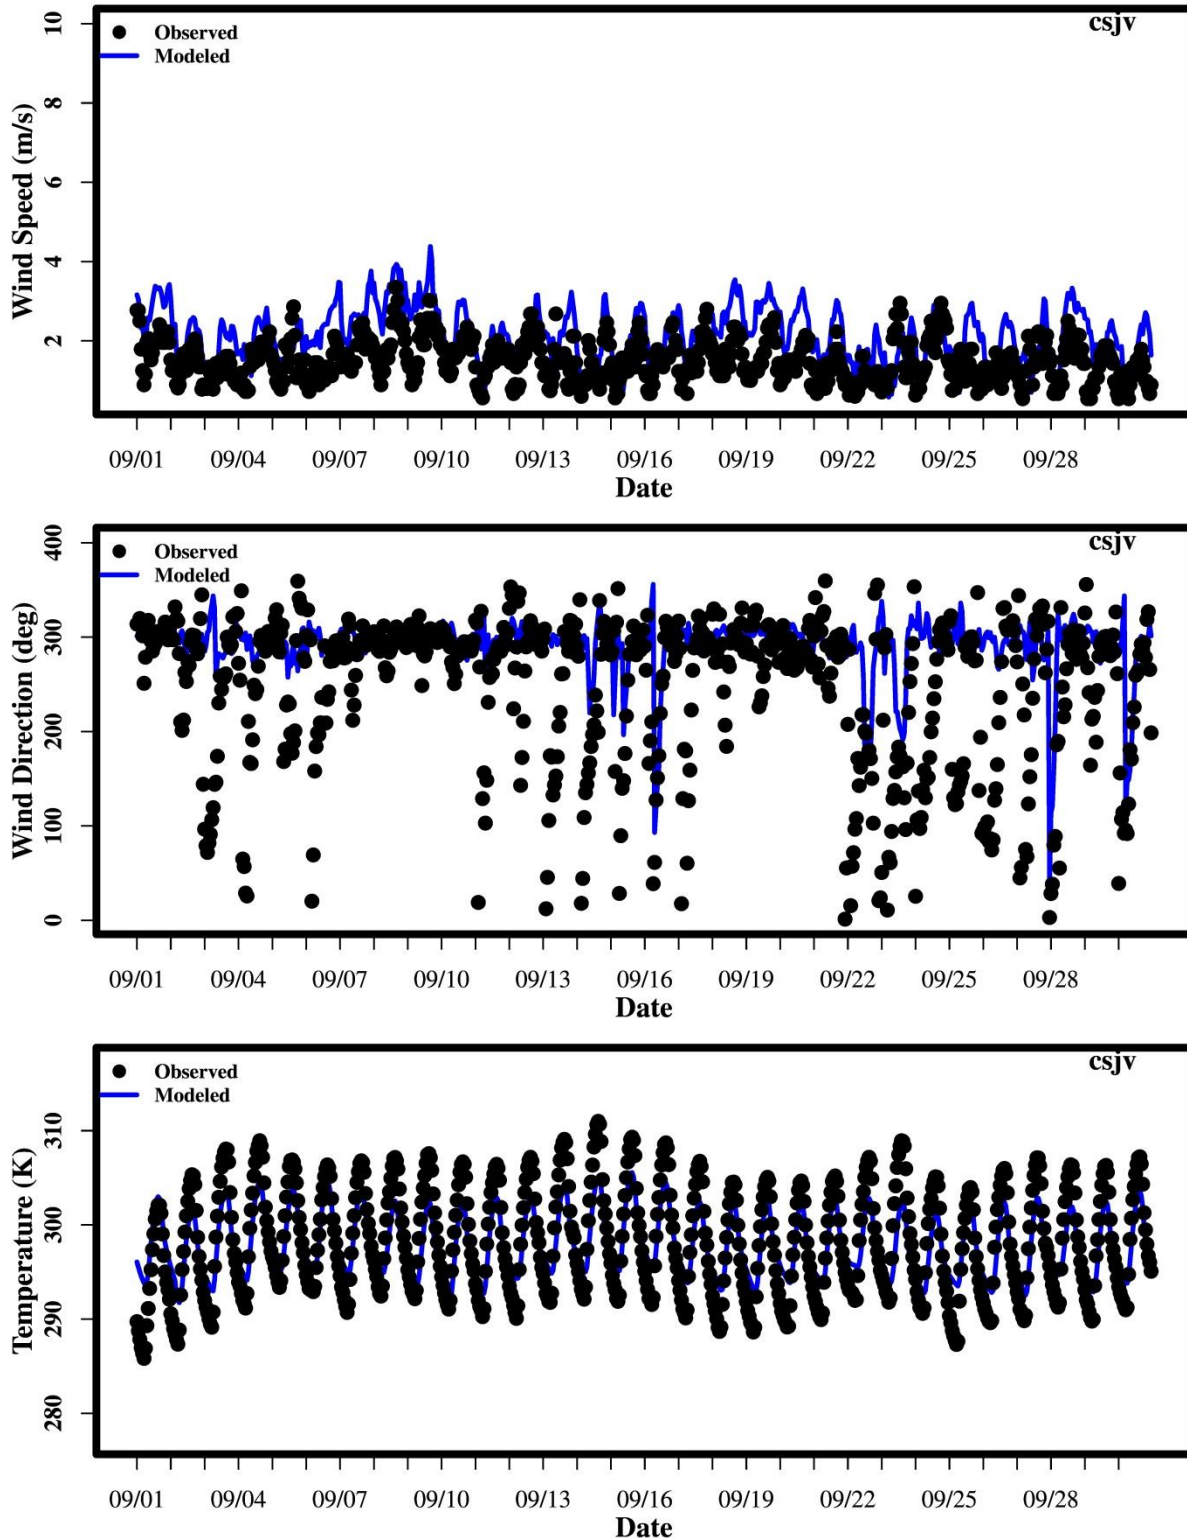 csjv
Observed
Modeled
Wind Speed (m/s)
10
8
6
4
2
09/01 09/04 09/07 09/10 09/13 09/16 09/19 09/22 09/25 09/28
Date
csjv
Observed
Modeled
Wind Direction (deg)
400
300
200
100
0
09/01 09/04 09/07 09/10 09/13 09/16 09/19 09/22 09/25 09/28
Date
csjv
Observed
Modeled
Temperature (K)
310
300
290
280
09/01 09/04 09/07 09/10 09/13 09/16 09/19 09/22 09/25 09/28
Date